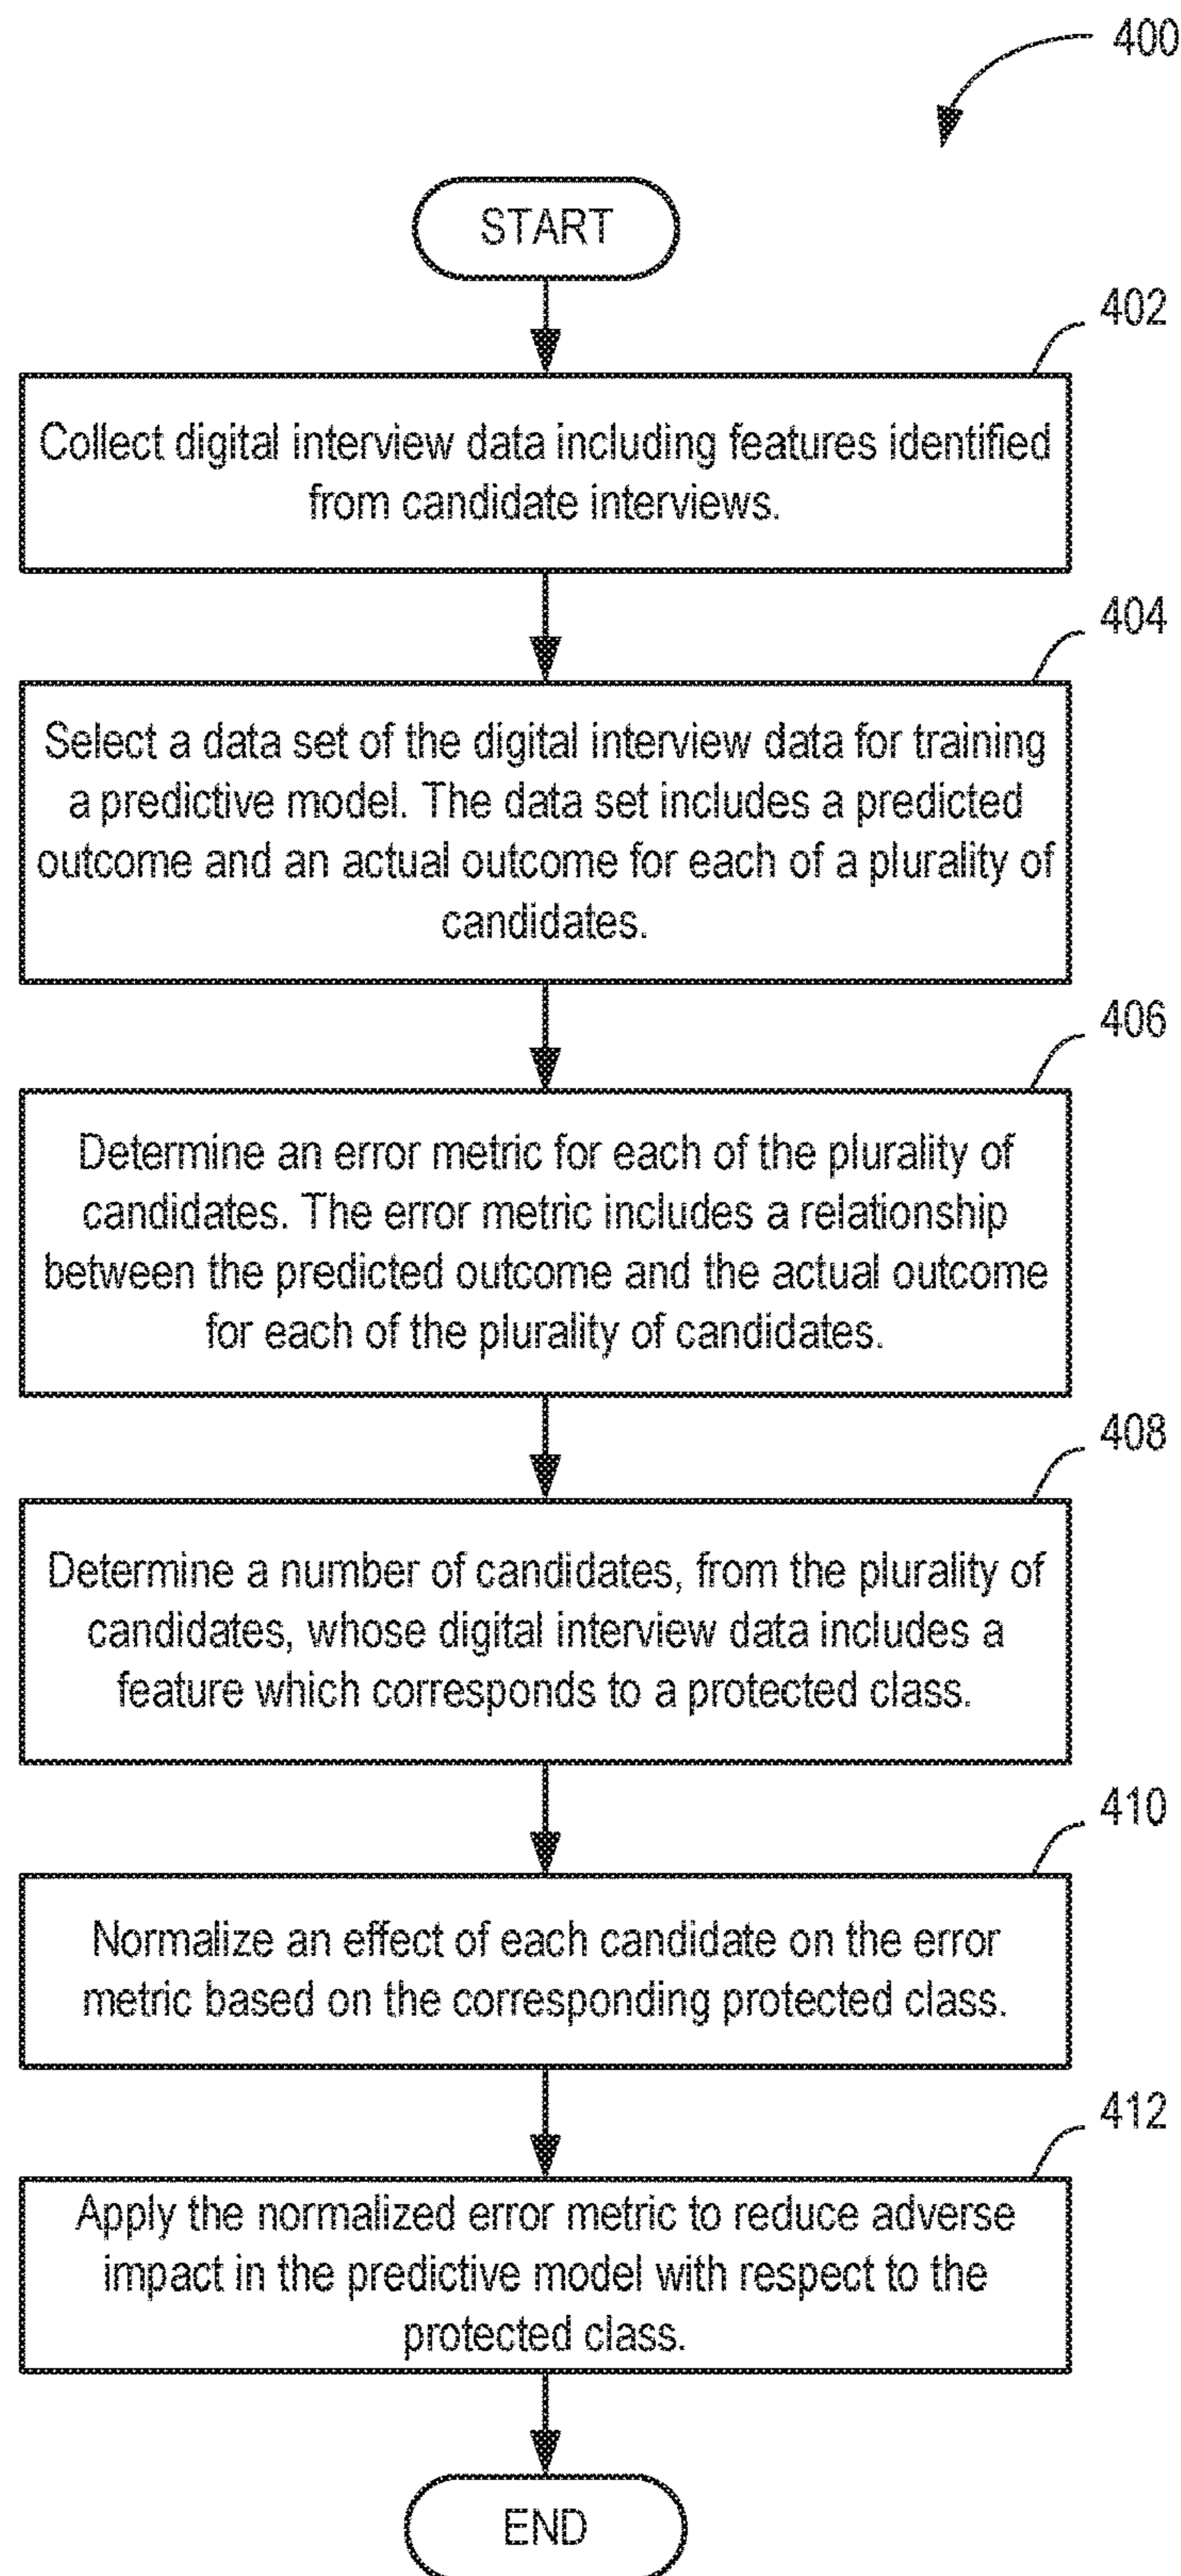 400
START
402
Collect digital interview data including features identified
from candidate interviews.
404
Select a data set of the digital interview data for training
a predictive model. The data set includes a predicted
outcome and an actual outcome for each of a plurality of
candidates.
406
Determine an error metric for each of the plurality of
candidates. The error metric includes a relationship
between the predicted outcome and the actual outcome
for each of the plurality of candidates.
408
Determine a number of candidates, from the plurality of
candidates, whose digital interview data includes a
feature which corresponds to a protected class.
410
Normalize an effect of each candidate on the error
metric based on the corresponding protected class.
412
Apply the normalized error metric to reduce adverse
impact in the predictive model with respect to the
protected class.
END